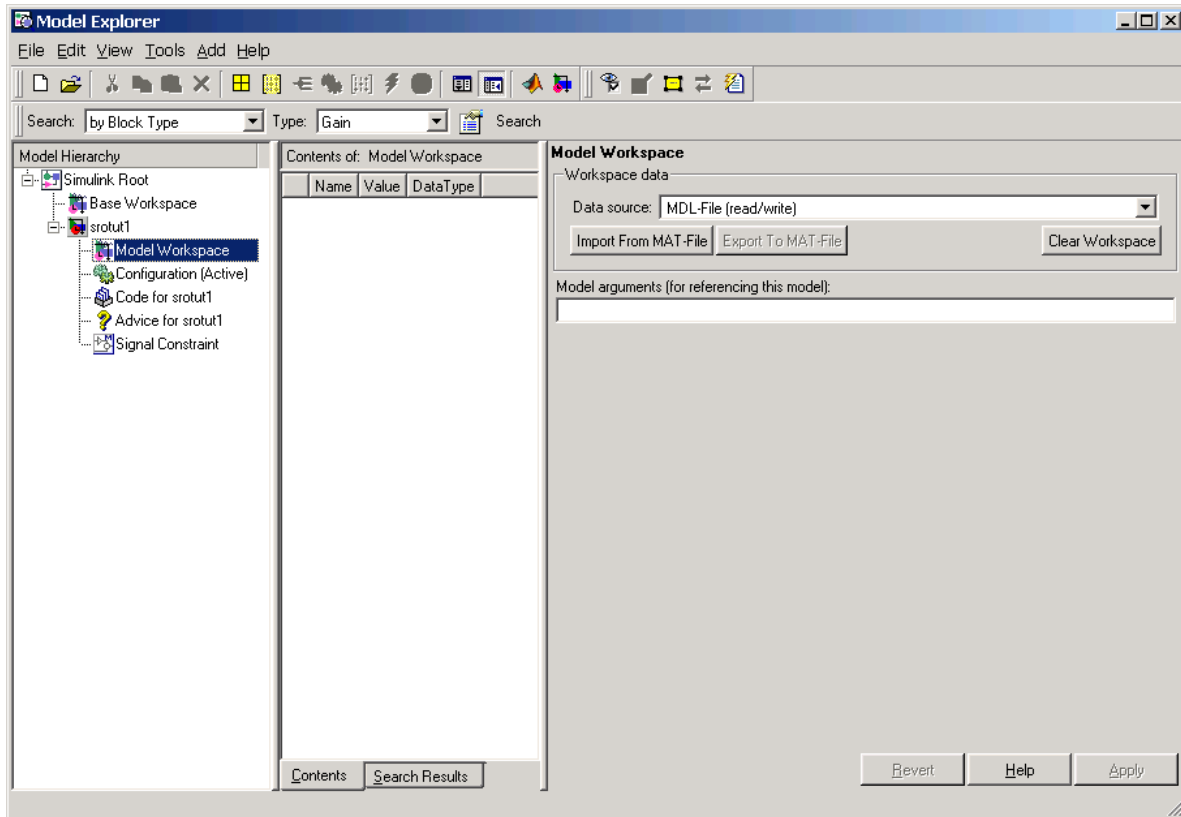 Model Explorer
File Edit View Tools Add Help
Search: by Block Type Type: Gain Search
Model Hierarchy
Simulink Root
Base Workspace
srotut1
Model Workspace
Configuration (Active)
Code for srotut1
Advice for srotut1
Signal Constraint
Contents of: Model Workspace
Name Value DataType
Contents Search Results
Model Workspace
Workspace data
Data source: MDL-File (read/write)
Import From MAT-File Export To MAT-File Clear Workspace
Model arguments (for referencing this model):
Revert Help Apply